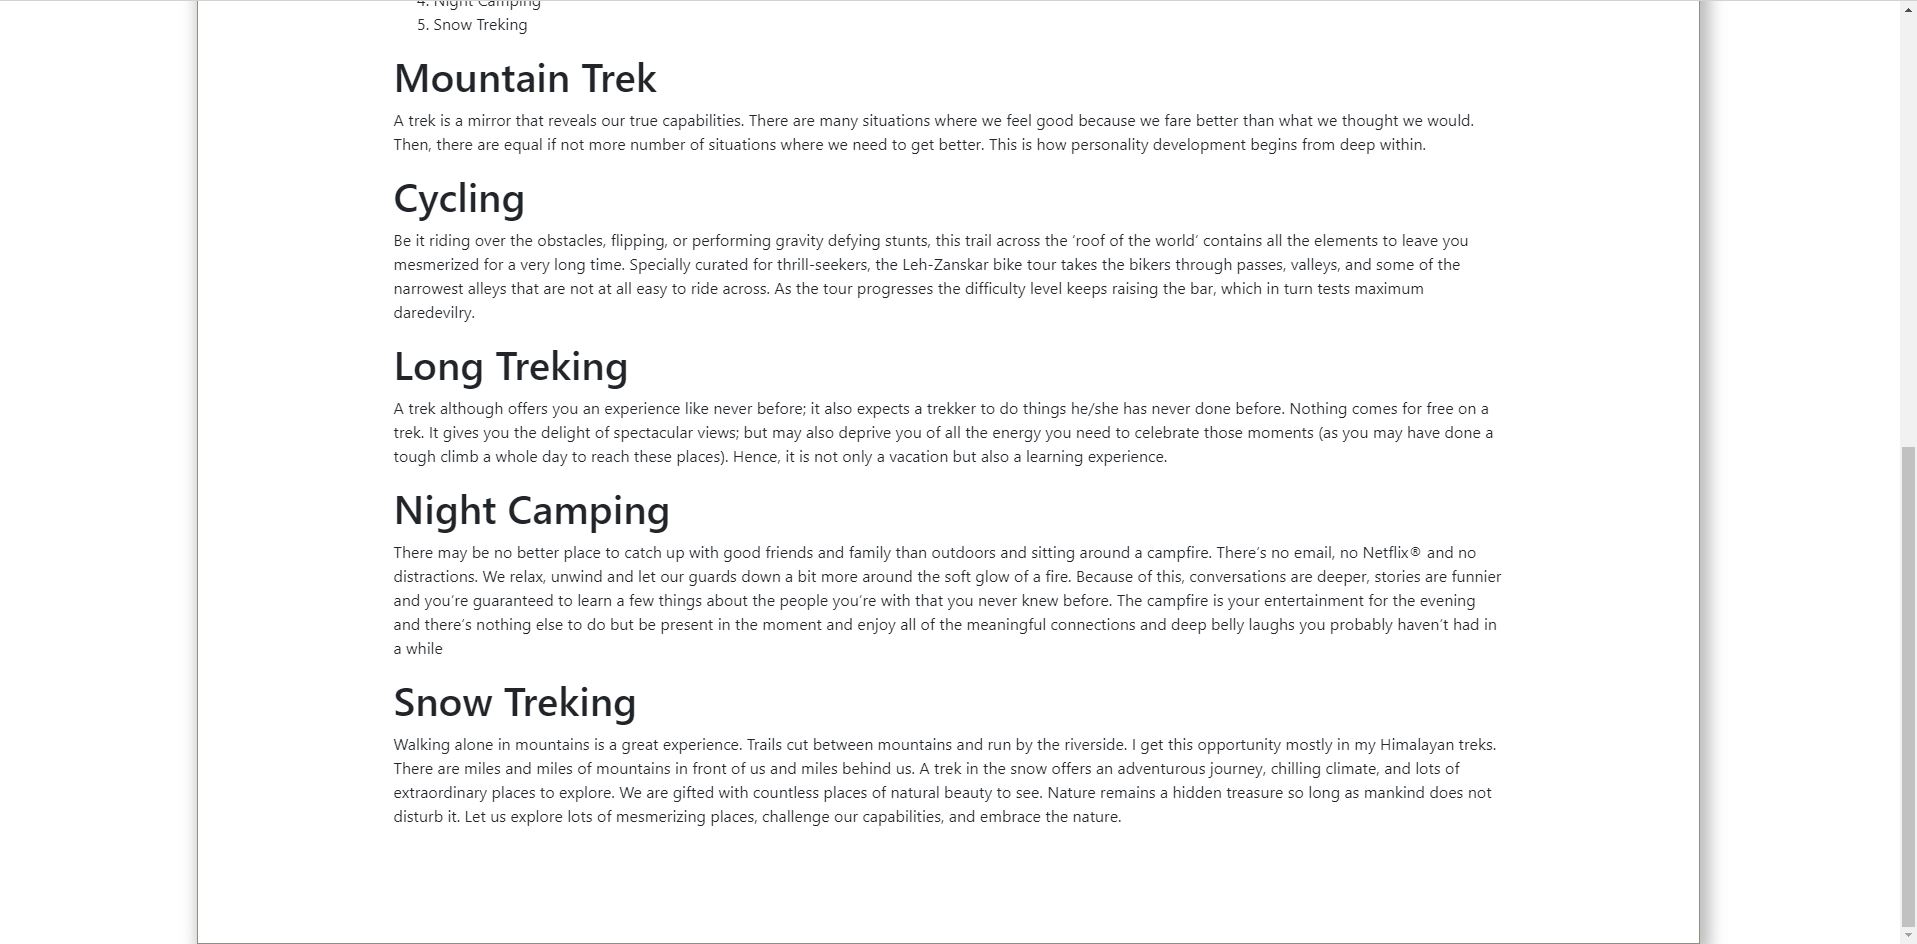 4. Night Camping
5. Snow Treking
Mountain Trek
A trek is a mirror that reveals our true capabilities. There are many situations where we feel good because we fare better than what we thought we would.
Then, there are equal if not more number of situations where we need to get better. This is how personality development begins from deep within.
Cycling
Be it riding over the obstacles, flipping, or performing gravity defying stunts, this trail across the ‘roof of the world’ contains all the elements to leave you
mesmerized for a very long time. Specially curated for thrill-seekers, the Leh-Zanskar bike tour takes the bikers through passes, valleys, and some of the
narrowest alleys that are not at all easy to ride across. As the tour progresses the difficulty level keeps raising the bar, which in turn tests maximum
daredevilry.
Long Treking
A trek although offers you an experience like never before; it also expects a trekker to do things he/she has never done before. Nothing comes for free on a
trek. It gives you the delight of spectacular views; but may also deprive you of all the energy you need to celebrate those moments (as you may have done a
tough climb a whole day to reach these places). Hence, it is not only a vacation but also a learning experience.
Night Camping
There may be no better place to catch up with good friends and family than outdoors and sitting around a campfire. There’s no email, no Netflix® and no
distractions. We relax, unwind and let our guards down a bit more around the soft glow of a fire. Because of this, conversations are deeper, stories are funnier
and you’re guaranteed to learn a few things about the people you’re with that you never knew before. The campfire is your entertainment for the evening
and there’s nothing else to do but be present in the moment and enjoy all of the meaningful connections and deep belly laughs you probably haven’t had in
a while
Snow Treking
Walking alone in mountains is a great experience. Trails cut between mountains and run by the riverside. I get this opportunity mostly in my Himalayan treks.
There are miles and miles of mountains in front of us and miles behind us. A trek in the snow offers an adventurous journey, chilling climate, and lots of
extraordinary places to explore. We are gifted with countless places of natural beauty to see. Nature remains a hidden treasure so long as mankind does not
disturb it. Let us explore lots of mesmerizing places, challenge our capabilities, and embrace the nature.